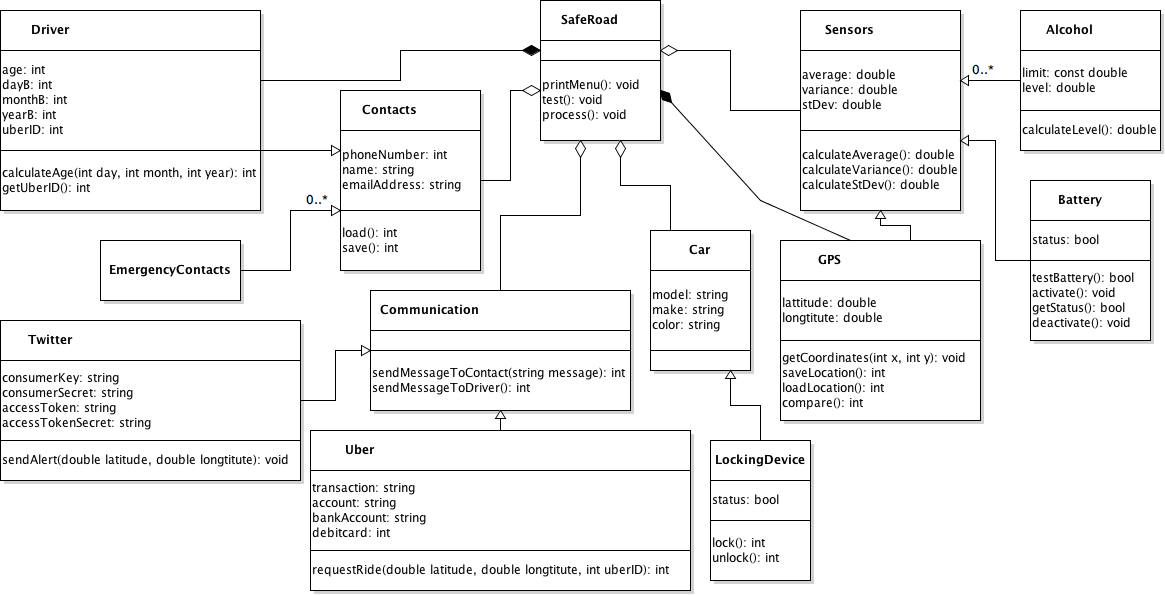 Driver
age: int
dayB: int
monthB: int
yearB: int
uberID: int
calculateAge(int day, int month, int year): int
getUberID(): int
Contacts
phoneNumber: int
name: string
emailAddress: string
load(): int
save(): int
0..*
EmergencyContacts
SafeRoad
printMenu(): void
test(): void
process(): void
Sensors
average: double
variance: double
stDev: double
calculateAverage(): double
calculateVariance(): double
calculateStDev(): double
0..*
Alcohol
limit: const double
level: double
calculateLevel(): double
Battery
status: bool
testBattery(): bool
activate(): void
getStatus(): bool
deactivate(): void
Car
model: string
make: string
color: string
GPS
lattitude: double
longtitute: double
getCoordinates(int x, int y): void
saveLocation(): int
loadLocation(): int
compare(): int
Communication
sendMessageToContact(string message): int
sendMessageToDriver(): int
Twitter
consumerKey: string
consumerSecret: string
accessToken: string
accessTokenSecret: string
sendAlert(double latitude, double longtitute): void
Uber
transaction: string
account: string
bankAccount: string
debitcard: int
requestRide(double latitude, double longtitute, int uberID): int
LockingDevice
status: bool
lock(): int
unlock(): int